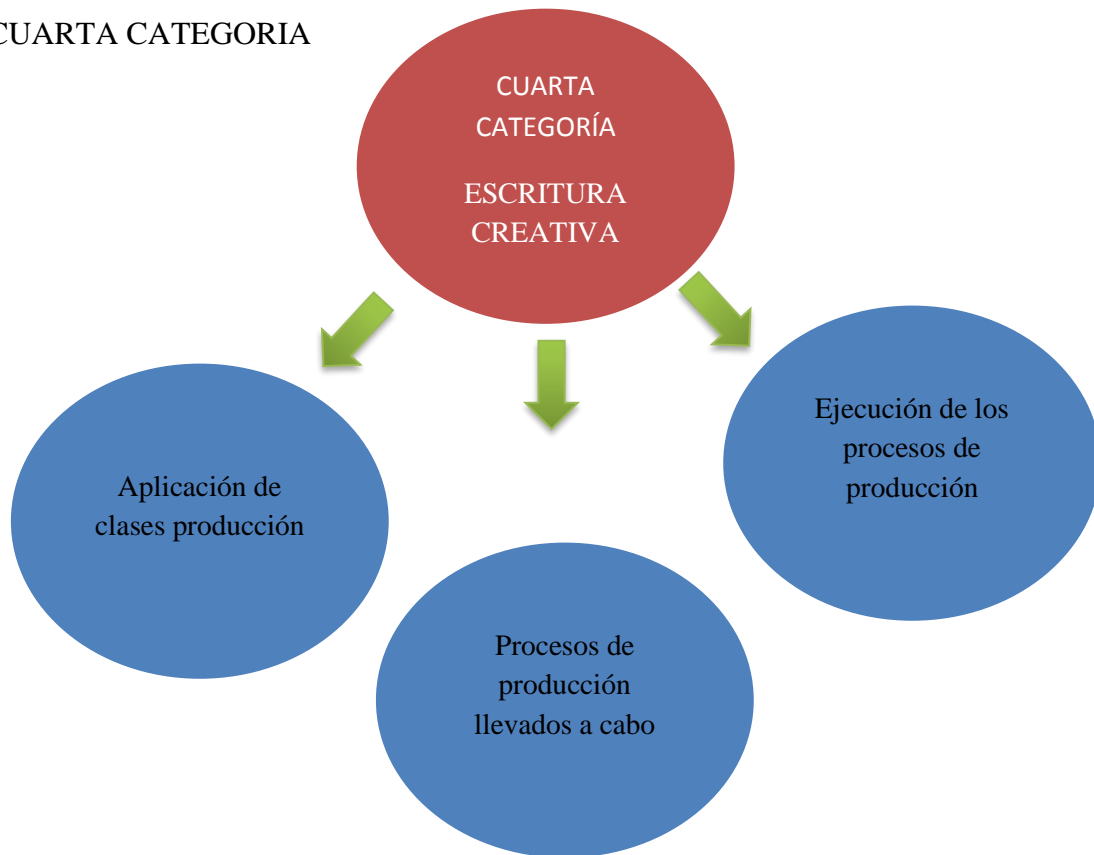 CUARTA CATEGORIA
CUARTA
CATEGORÍA
ESCRITURA
CREATIVA
Aplicación de
clases producción
Procesos de
producción
llevados a cabo
Ejecución de los
procesos de
producción